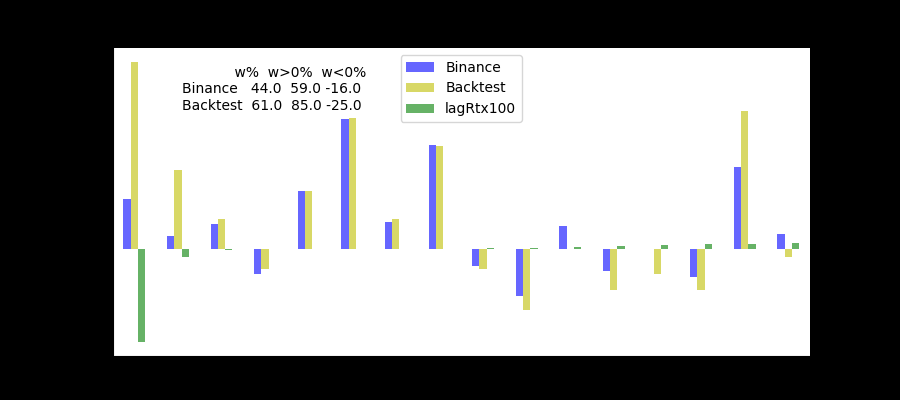 w%  w>0%  w<0%
Binance   44.0  59.0 -16.0
Backtest  61.0  85.0 -25.0
Binance
Backtest
lagRtx100